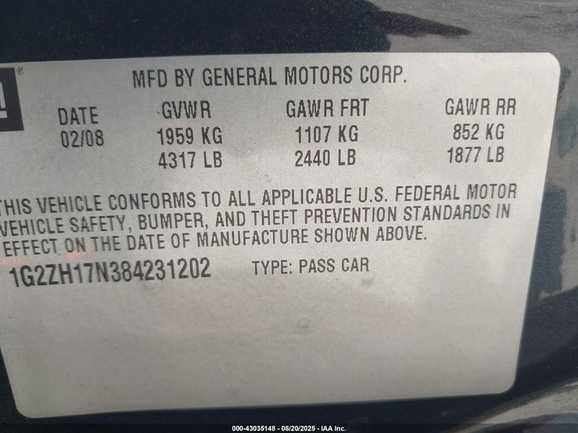 ®
MFD BY GENERAL MOTORS CORP.
DATE GVWR GAWR FRT GAWR RR
02/08 1959 KG 1107 KG 852 KG
4317 LB 2440 LB 1877 LB
THIS VEHICLE CONFORMS TO ALL APPLICABLE U.S. FEDERAL MOTOR
VEHICLE SAFETY, BUMPER, AND THEFT PREVENTION STANDARDS IN
EFFECT ON THE DATE OF MANUFACTURE SHOWN ABOVE.
1G2ZH17N384231202 TYPE: PASS CAR
000-43035148 - 08/20/2025 - IAA Inc.